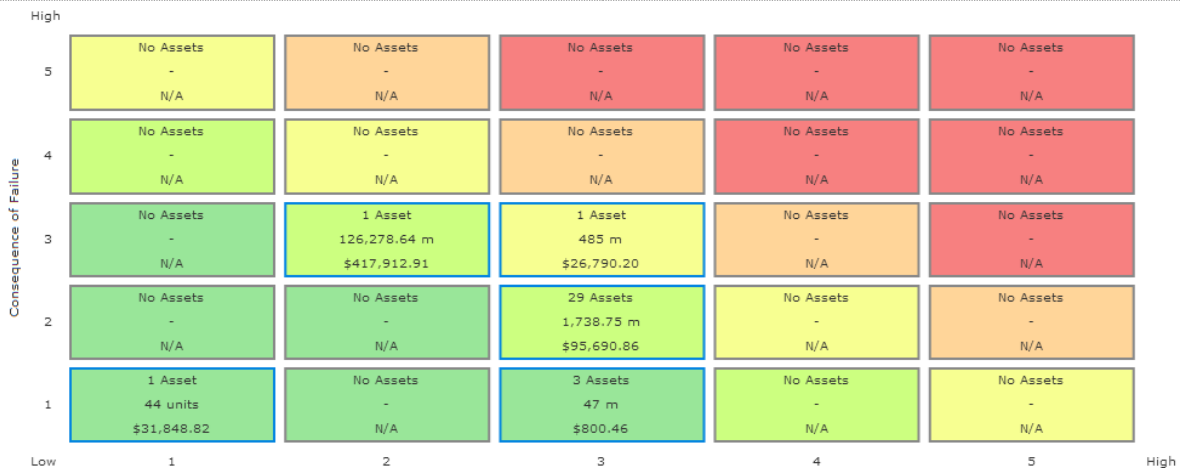 High
No Assets
-
N/A
No Assets
-
N/A
No Assets
-
N/A
No Assets
-
N/A
No Assets
-
N/A
5
No Assets
-
N/A
No Assets
-
N/A
No Assets
-
N/A
No Assets
-
N/A
No Assets
-
N/A
4
Consequence of Failure
No Assets
-
N/A
1 Asset
126,278.64 m
$417,912.91
1 Asset
485 m
$26,790.20
No Assets
-
N/A
No Assets
-
N/A
3
No Assets
-
N/A
No Assets
-
N/A
29 Assets
1,738.75 m
$95,690.86
No Assets
-
N/A
No Assets
-
N/A
2
1 Asset
44 units
$31,848.82
No Assets
-
N/A
3 Assets
47 m
$800.46
No Assets
-
N/A
No Assets
-
N/A
1
Low 1 2 3 4 5 High